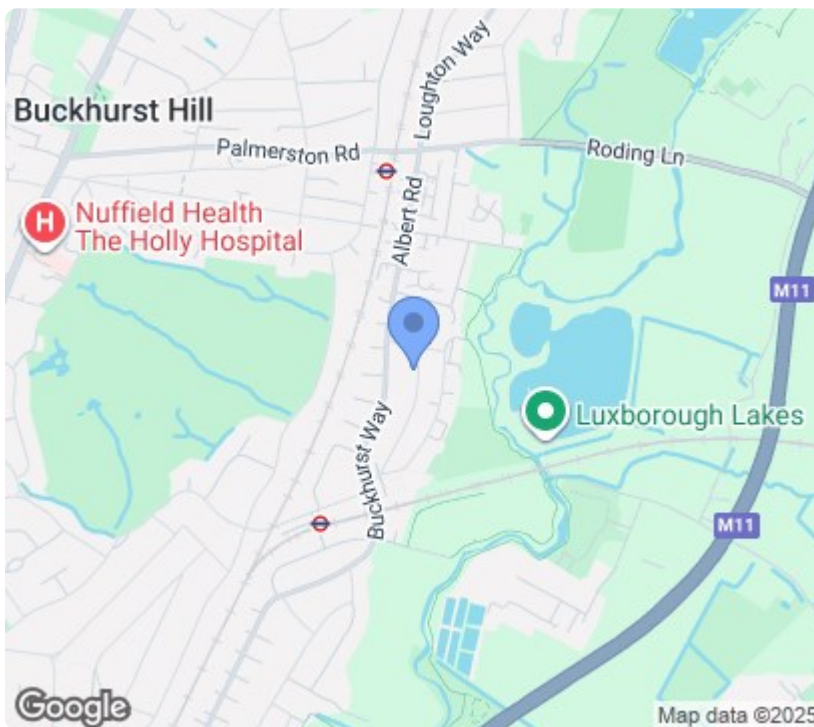 Loughton Way
Buckhurst Hill
Palmerston Rd
Roding Ln
Albert Rd
H
Nuffield Health
The Holly Hospital
M11
Buckhurst Way
Luxborough Lakes
M11
Google
Map data ©2025